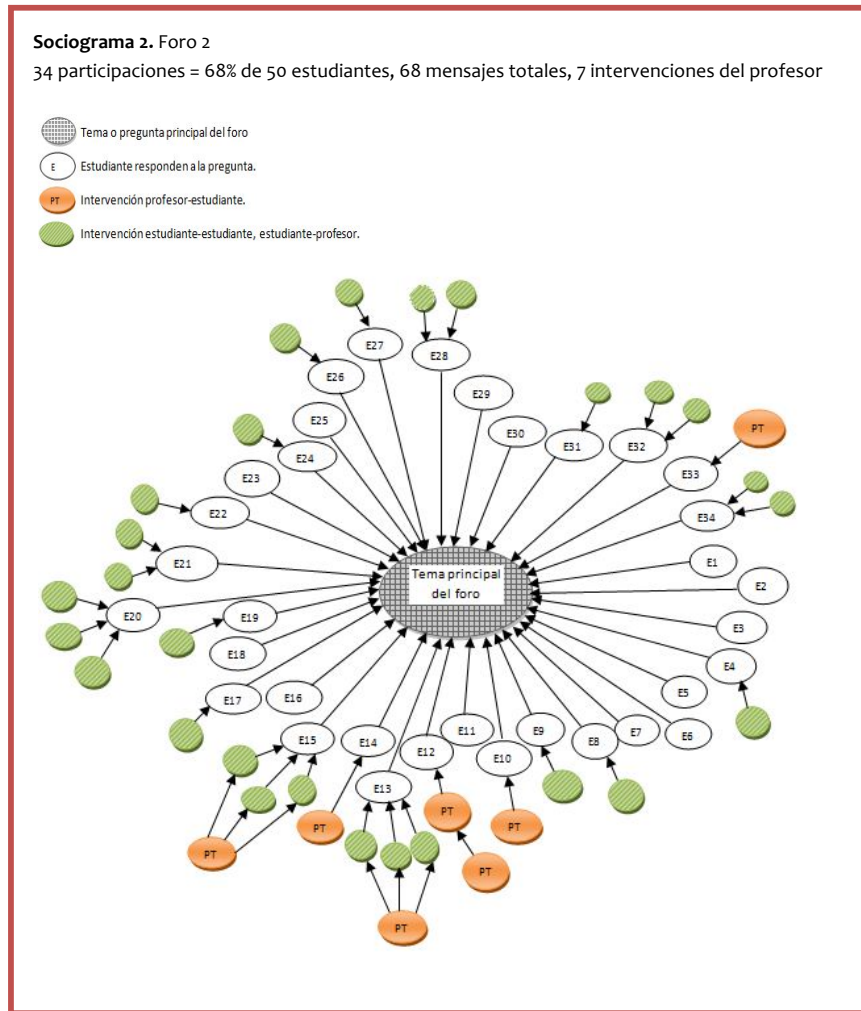 Sociograma 2. Foro 2
34 participaciones = 68% de 50 estudiantes, 68 mensajes totales, 7 intervenciones del profesor
Tema o pregunta principal del foro
E Estudiante responden a la pregunta.
PT Intervención profesor-estudiante.
Intervención estudiante-estudiante, estudiante-profesor.
E27
E28
E26
E29
E25
E30
E31
E32
PT
E24
E33
E23
E22
E34
E21
E1
Tema principal
del foro
E2
E20
E19
E3
E18
E4
E17
E16
E5
E15
E14
E12
E11
E10
E9
E8
E7
E6
E13
PT
PT
PT
PT
PT
PT